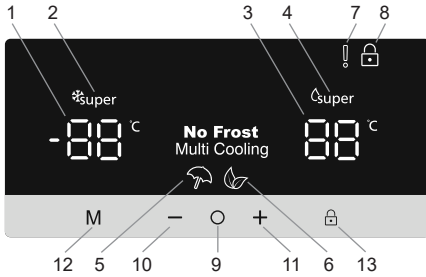 1 2 3 4 7 8
super super
-88 °C 88 °C
No Frost
Multi Cooling
M − O +
12 5 10 9 11 6 13